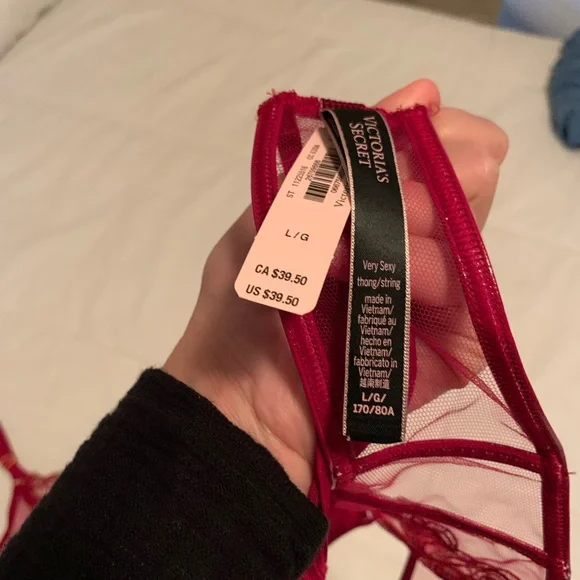 VICTORIA'S
SECRET
Very Sexy
thong/string
made in
Vietnam/
fabriqué au
Vietnam/
hecho en
Vietnam/
fabbricato in
Vietnam/
越南制造
L/G/
170/80A
ST 
L/G
CA $39.50
US $39.50